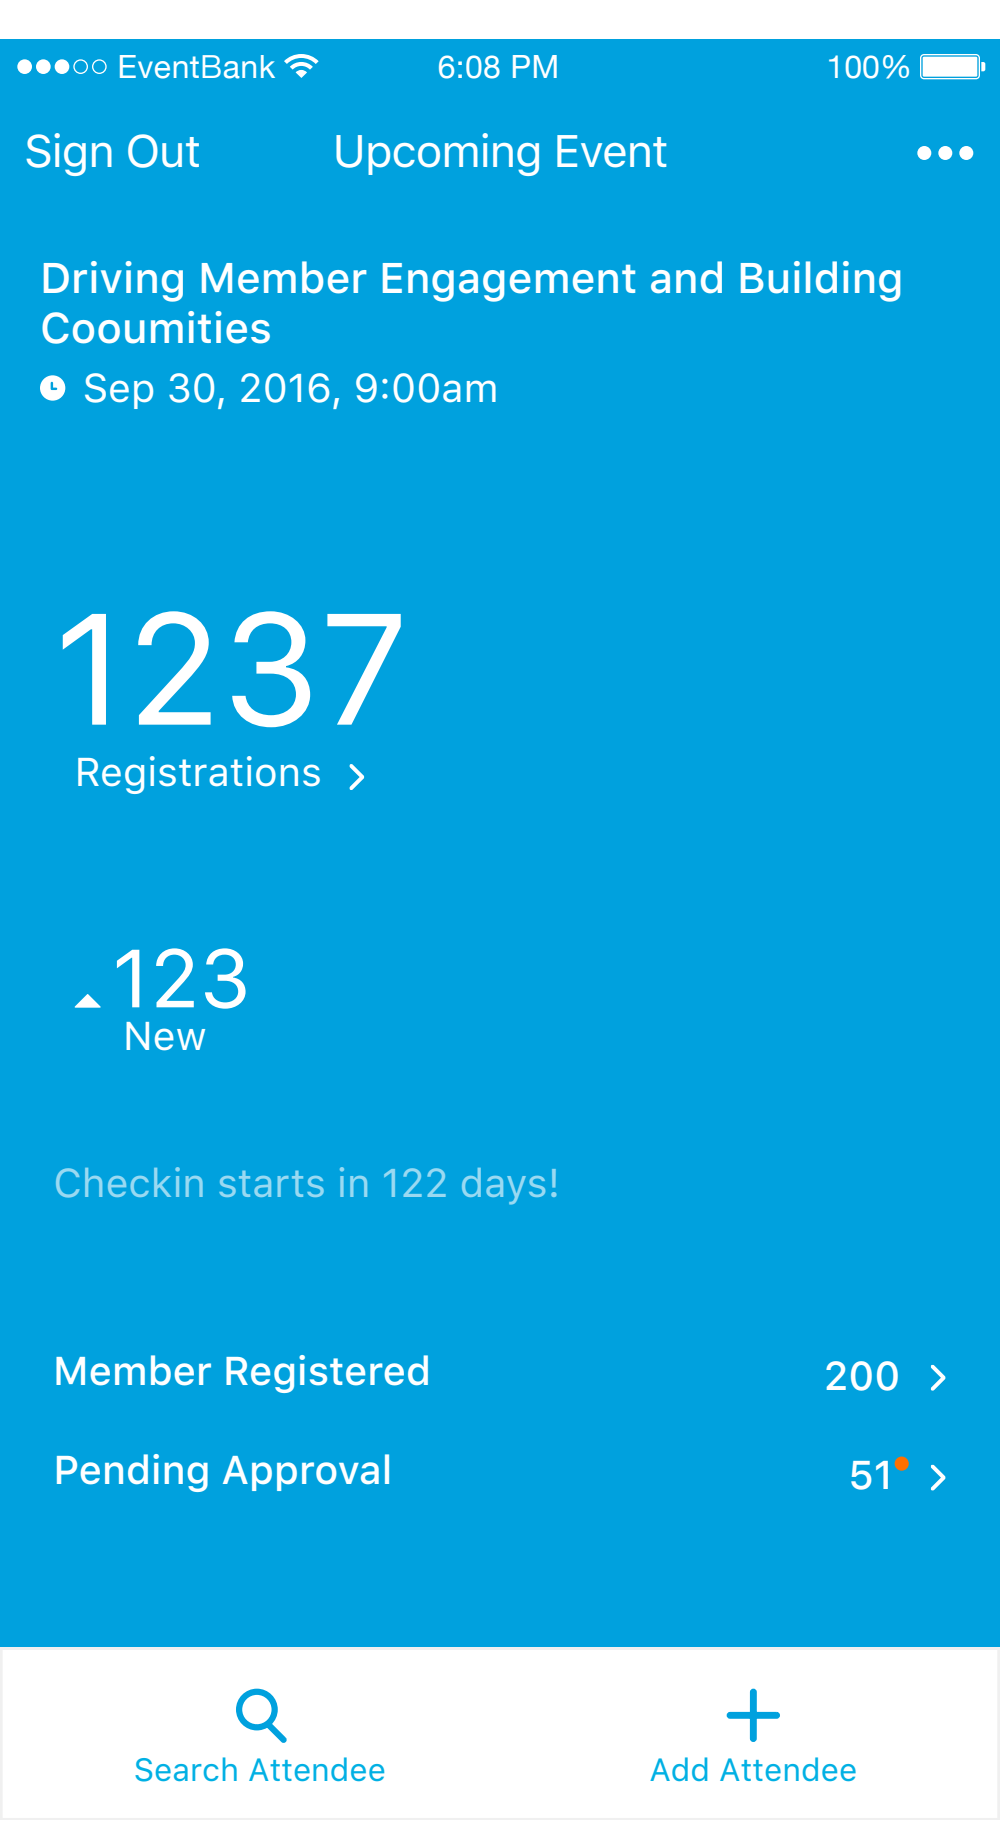 EventBank 6:08 PM 100%
Sign Out Upcoming Event
Driving Member Engagement and Building
Cooumities
Sep 30, 2016, 9:00am
1237
Registrations
123
New
Checkin starts in 122 days!
Member Registered 200
Pending Approval 51
Search Attendee Add Attendee